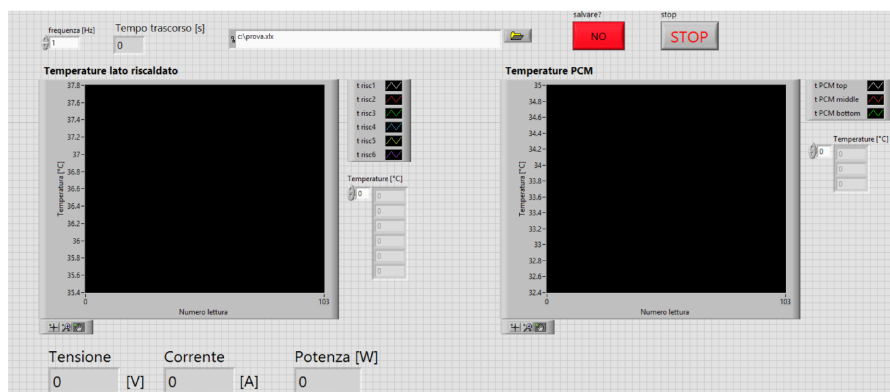 salvare?
stop
frequenza [Hz]
Tempo trascorso [s]
1
0
c:\prova.xlx
NO
STOP
Temperature lato riscaldato
37.8
37.6
37.4
37.2
37
36.8
36.6
36.4
36.2
36
35.8
35.6
35.4
Temperatura [°C]
0
103
Numero lettura
t risc1
t risc2
t risc3
t risc4
t risc5
t risc6
Temperature [°C]
0
0
0
0
0
0
0
Temperature PCM
35
34.8
34.6
34.4
34.2
34
33.8
33.6
33.4
33.2
33
32.8
32.6
32.4
Temperatura [°C]
0
103
Numero lettura
t PCM top
t PCM middle
t PCM bottom
Temperature [°C]
0
0
0
0
Tensione
Corrente
Potenza [W]
0 [V]
0 [A]
0